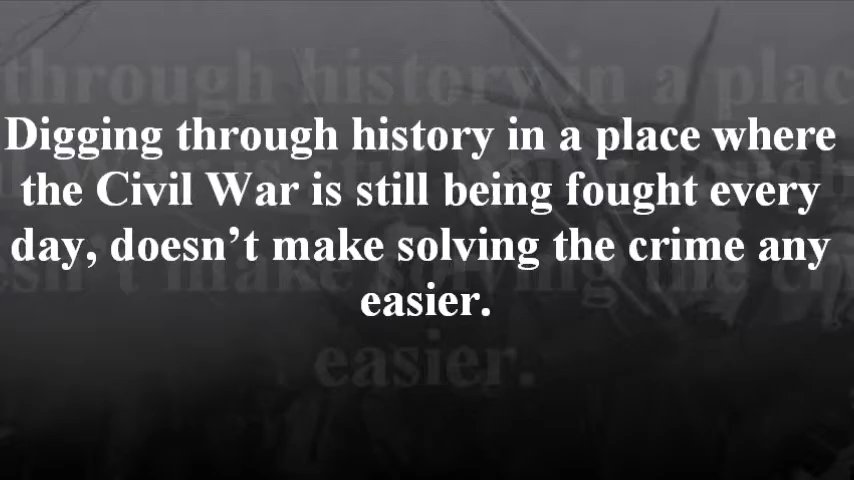 Digging through history in a place where
the Civil War is still being fought every
day, doesn’t make solving the crime any
easier.